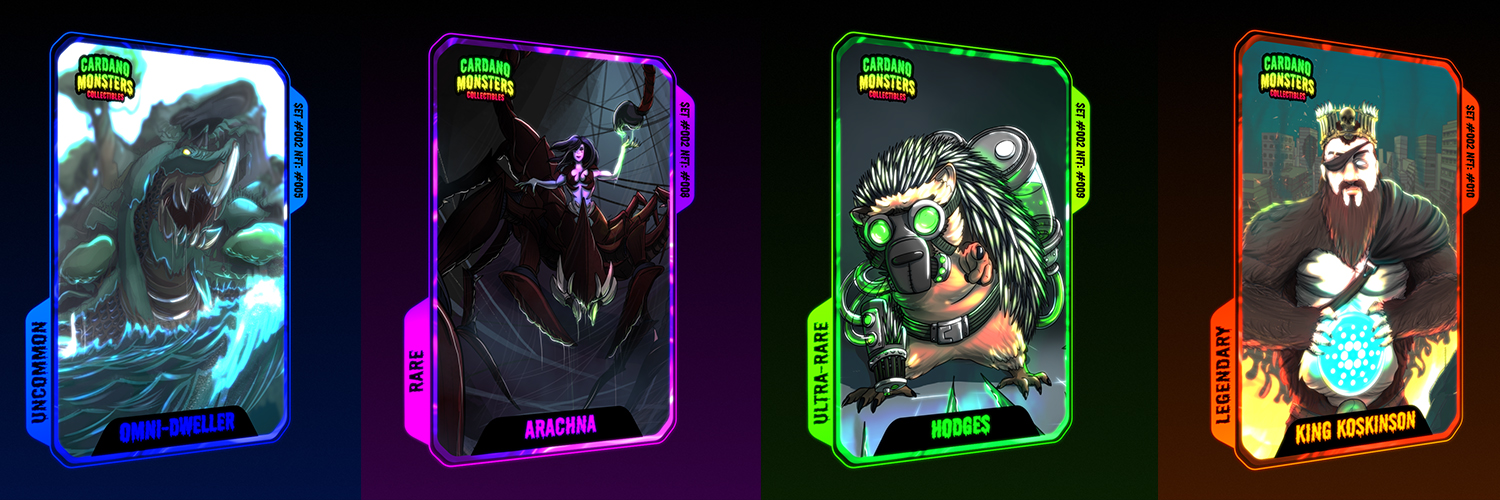 CARDANO
MONSTERS
COLLECTIBLES
SET #002 NFT: #005
UNCOMMON
OMNI-DWELLER
CARDANO
MONSTERS
COLLECTIBLES
SET #002 NFT: #008
RARE
ARACHNA
CARDANO
MONSTERS
COLLECTIBLES
SET #002 NFT: #009
ULTRA-RARE
HODGES
CARDANO
MONSTERS
COLLECTIBLES
SET #002 NFT: #010
LEGENDARY
KING KOSKINSON